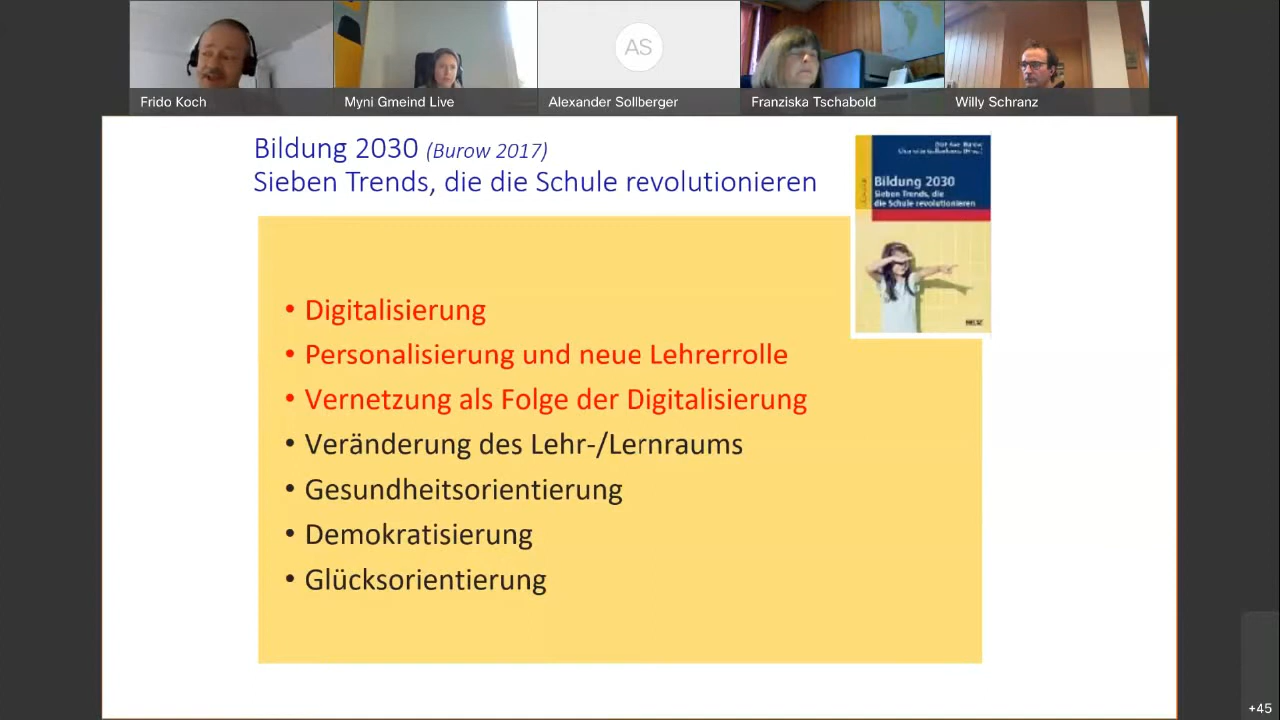 AS
Frido Koch
Myni Gmeind Live
Alexander Sollberger
Franziska Tschabold
Willy Schranz
Bildung 2030 (Burow 2017)
Sieben Trends, die die Schule revolutionieren
Bildung 2030
Sieben Trends, die
die Schule revolutionieren
BELTZ
• Digitalisierung
• Personalisierung und neue Lehrerrolle
• Vernetzung als Folge der Digitalisierung
• Veränderung des Lehr-/Lernraums
• Gesundheitsorientierung
• Demokratisierung
• Glücksorientierung
+45